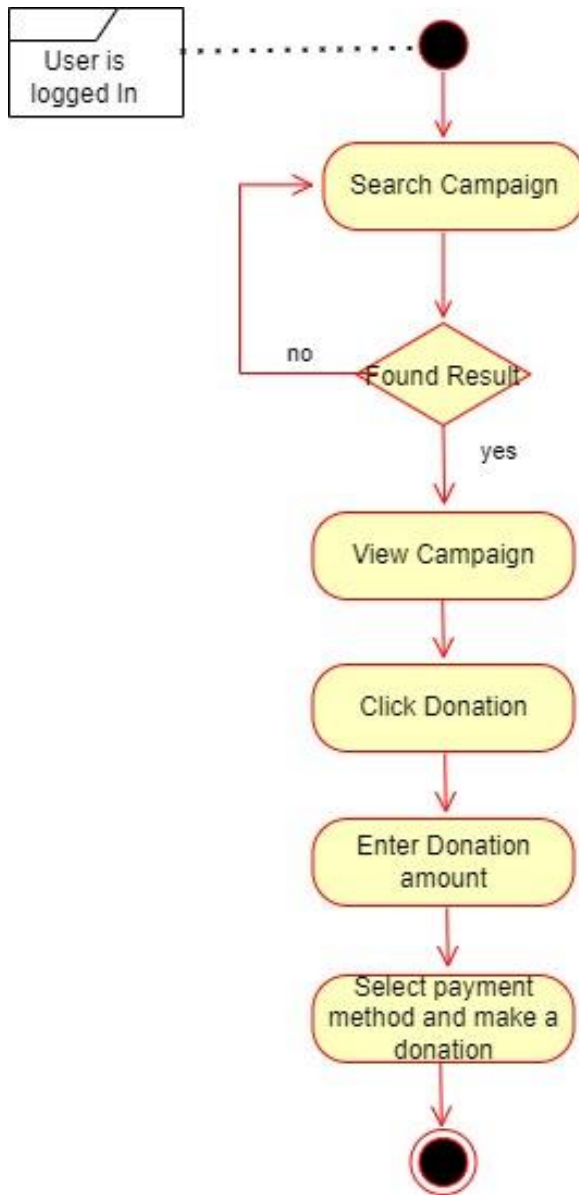 User is
logged In
Search Campaign
no
Found Result
yes
View Campaign
Click Donation
Enter Donation
amount
Select payment
method and make a
donation